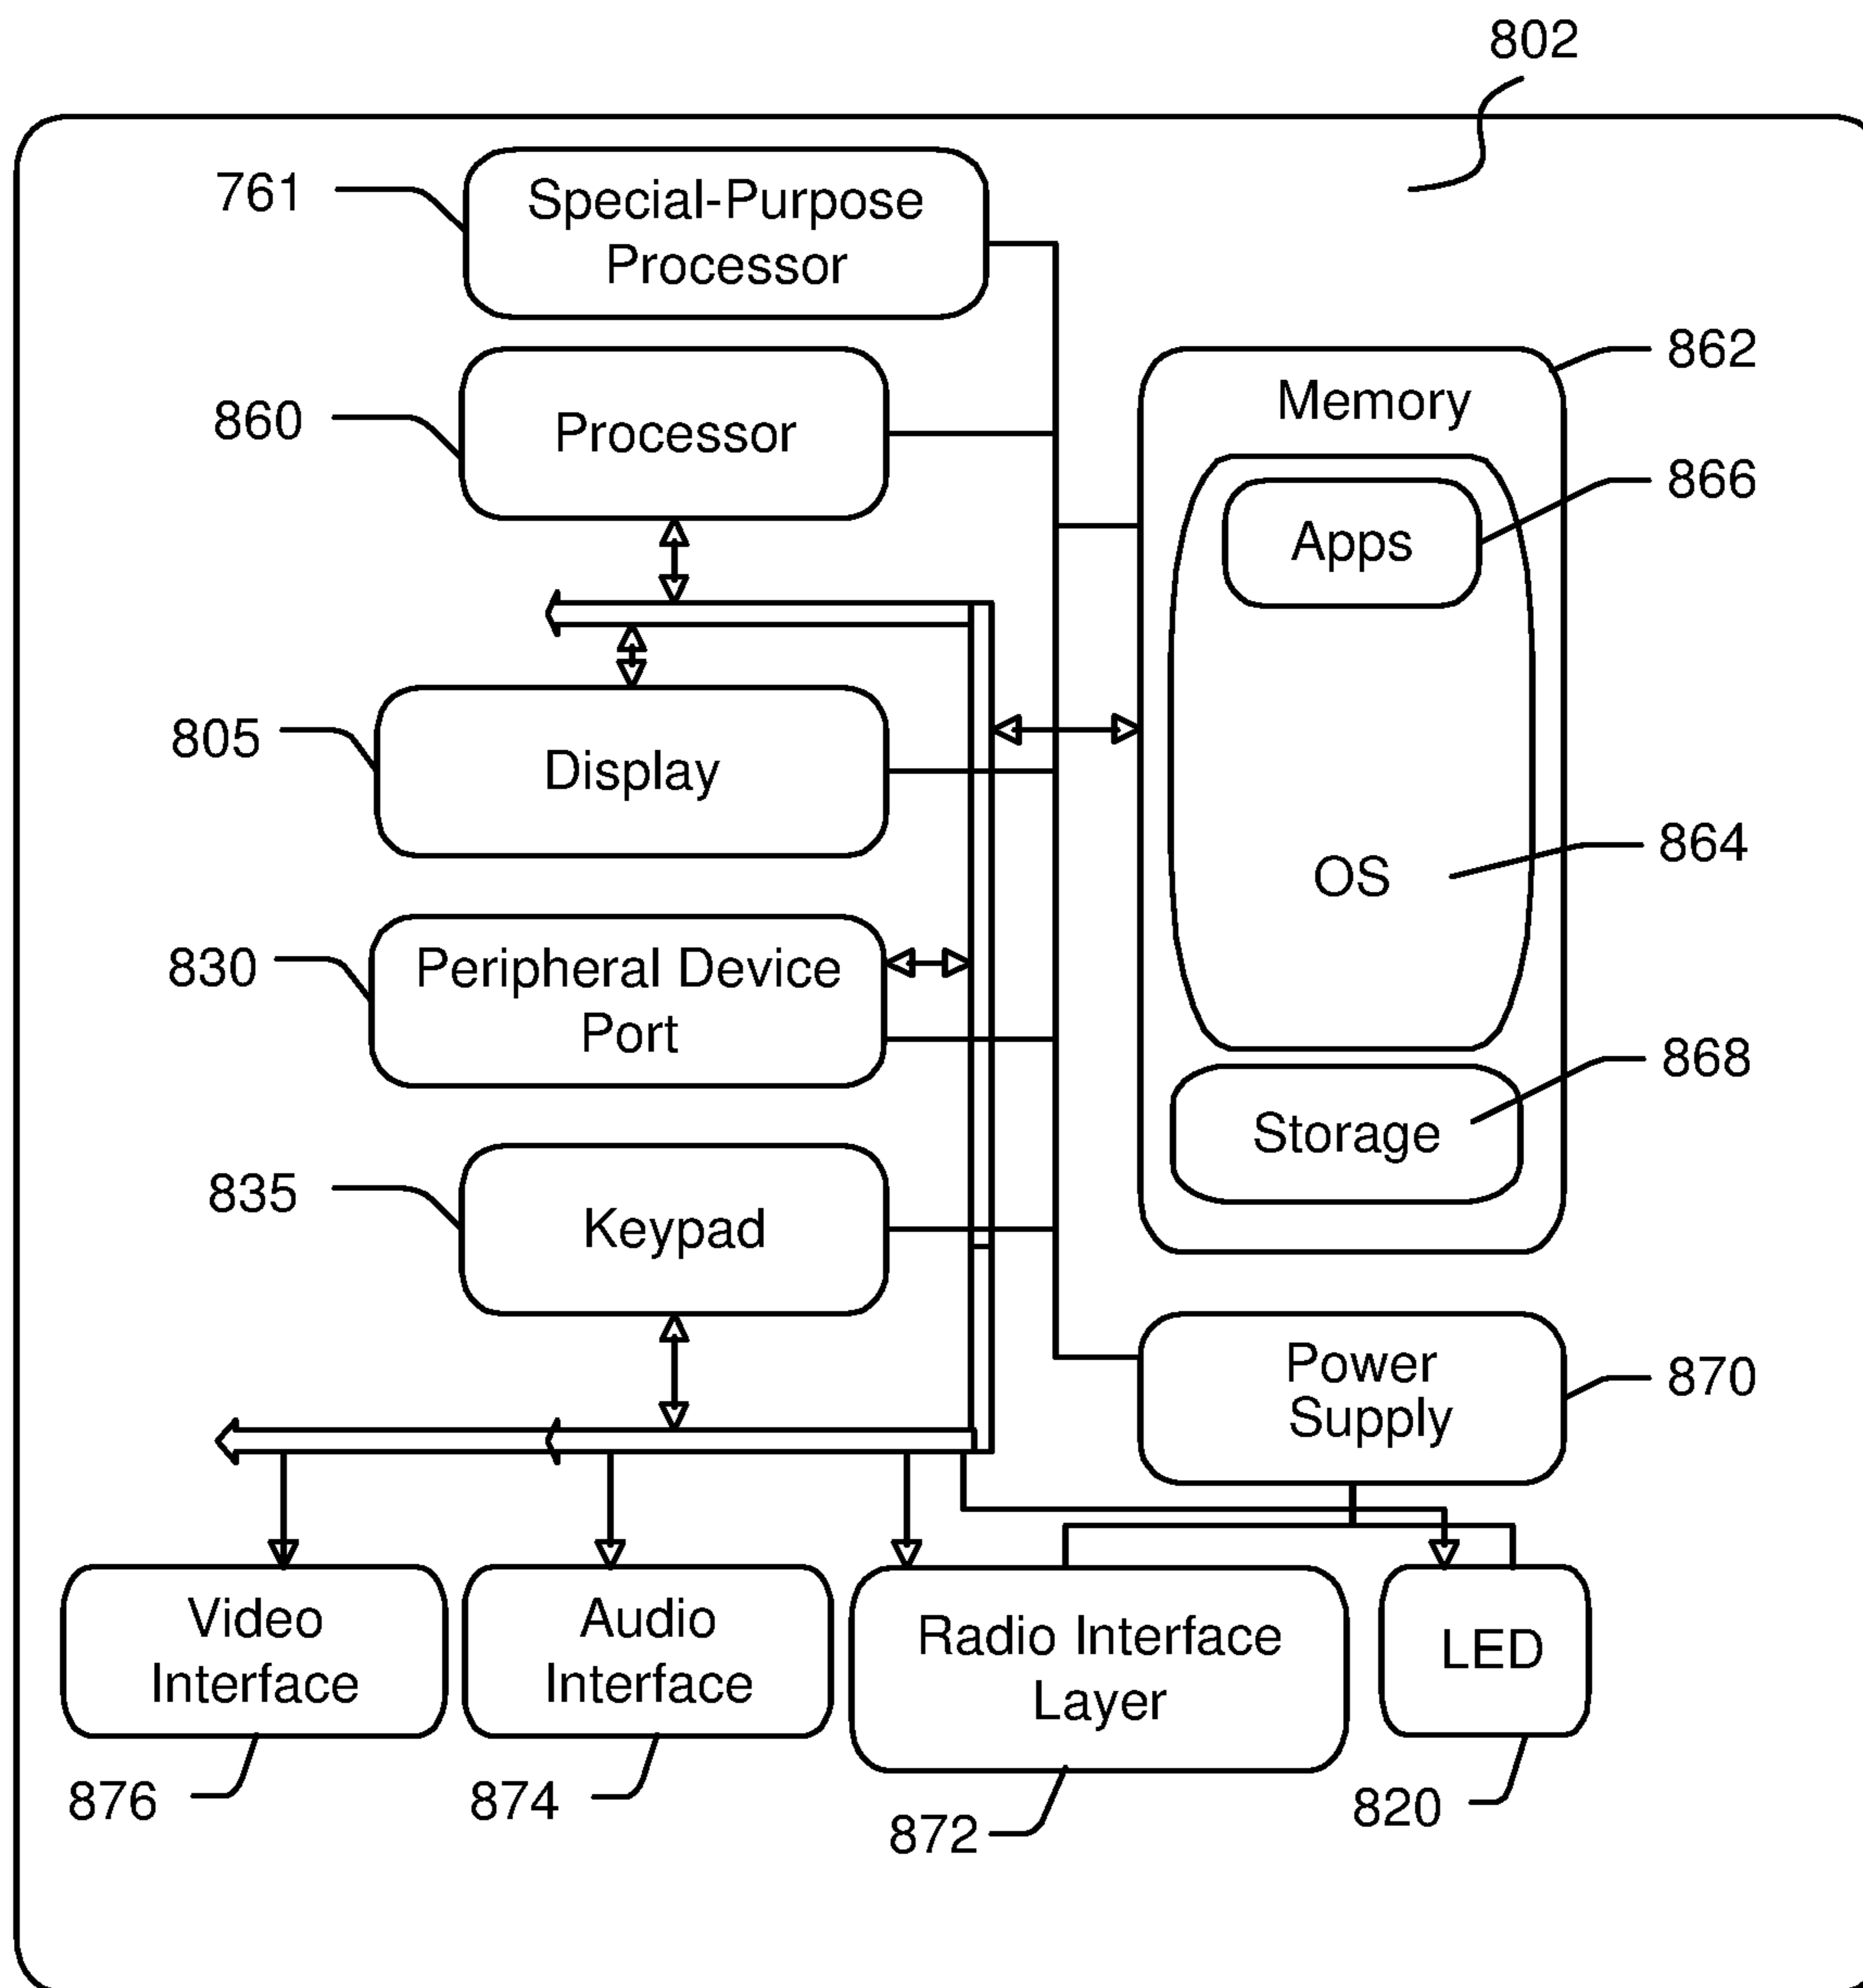 802
761
Special-Purpose
Processor
862
Memory
860
Processor
866
Apps
805
Display
864
OS
830
Peripheral Device
Port
868
Storage
835
Keypad
870
Power
Supply
Video
Interface
Audio
Interface
Radio Interface
Layer
LED
876
874
872
820